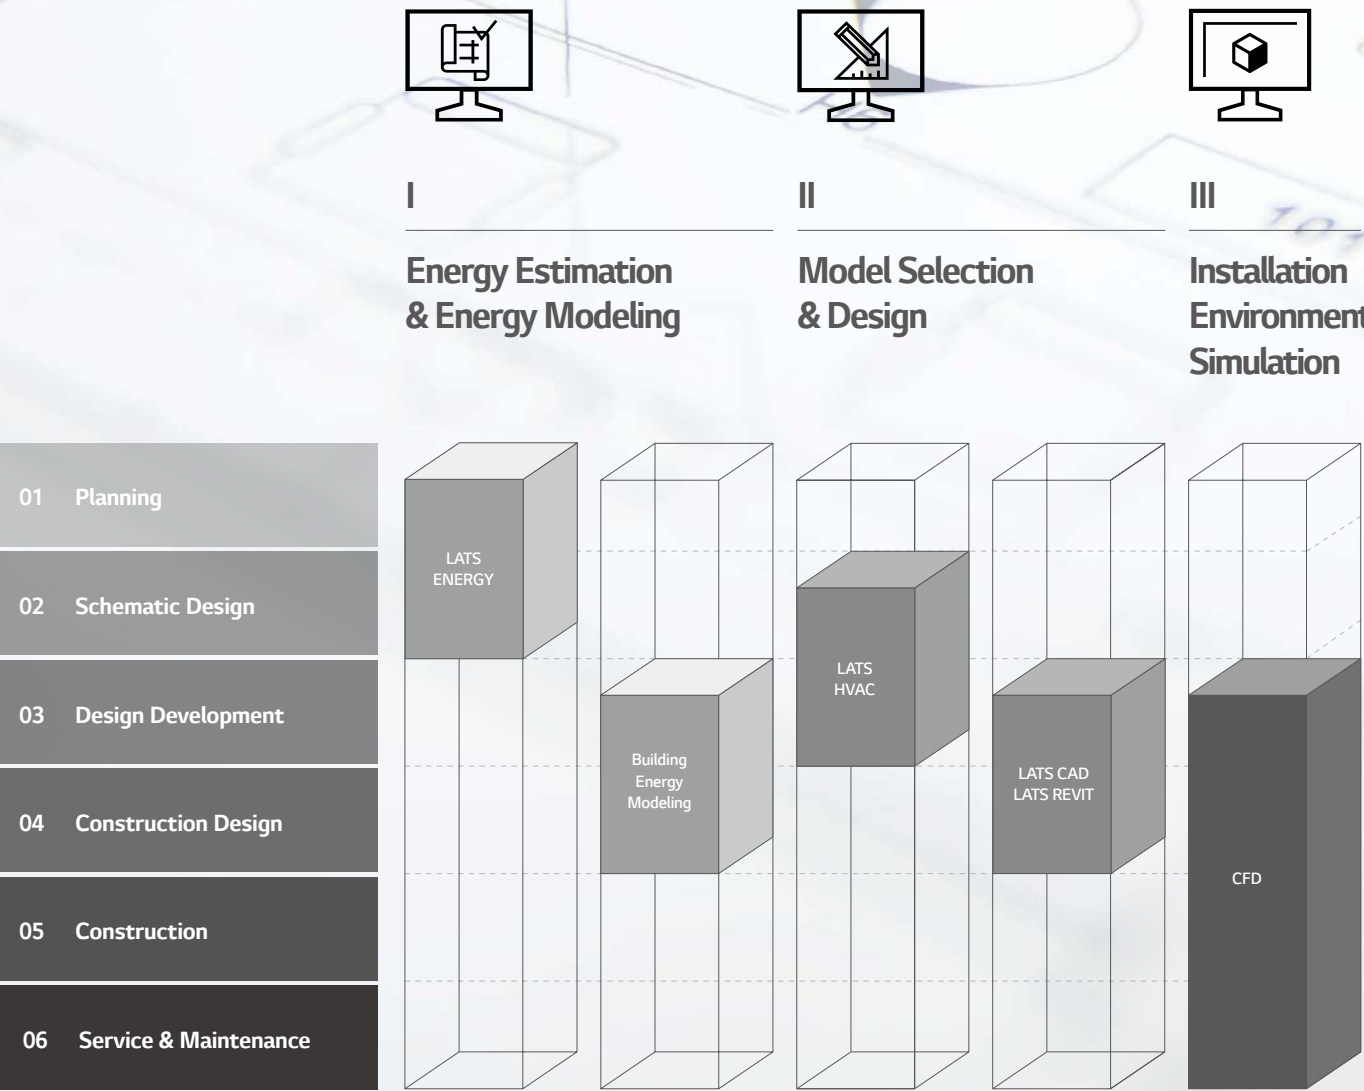 I
II
III
Energy Estimation
& Energy Modeling
Model Selection
& Design
Installation
Environment
Simulation
01 Planning
02 Schematic Design
03 Design Development
04 Construction Design
05 Construction
06 Service & Maintenance
LATS
ENERGY
Building
Energy
Modeling
LATS
HVAC
LATS CAD
LATS REVIT
CFD
101